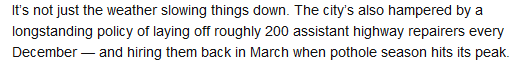 It's not just the weather slowing things down. The city's also hampered by a
longstanding policy of laying off roughly 200 assistant highway repairers every
December — and hiring them back in March when pothole season hits its peak.